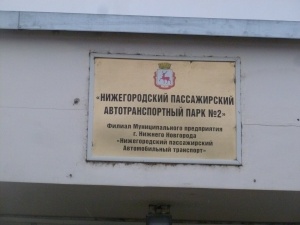 «НИЖЕГОРОДСКИЙ ПАССАЖИРСКИЙ
АВТОТРАНСПОРТНЫЙ ПАРК №2»
Филиал Муниципального предприятия
г. Нижнего Новгорода
«Нижегородский пассажирский
Автомобильный транспорт»